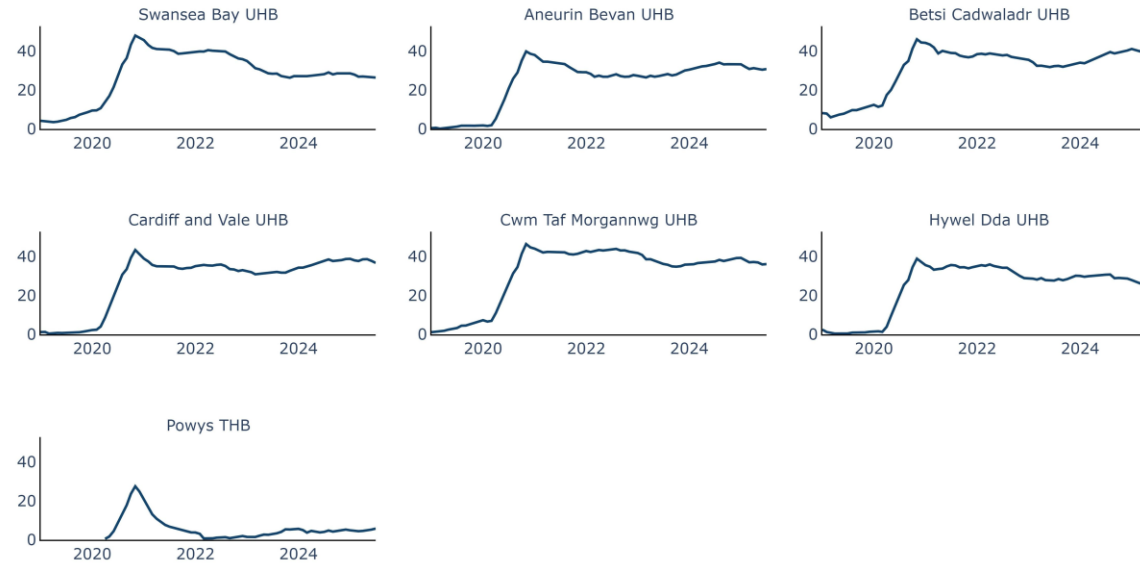 Swansea Bay UHB
Aneurin Bevan UHB
Betsi Cadwaladr UHB
40
20
0
2020 2022 2024
40
20
0
2020 2022 2024
40
20
0
2020 2022 2024
Cardiff and Vale UHB
Cwm Taf Morgannwg UHB
Hywel Dda UHB
40
20
0
2020 2022 2024
40
20
0
2020 2022 2024
40
20
0
2020 2022 2024
Powys THB
40
20
0
2020 2022 2024